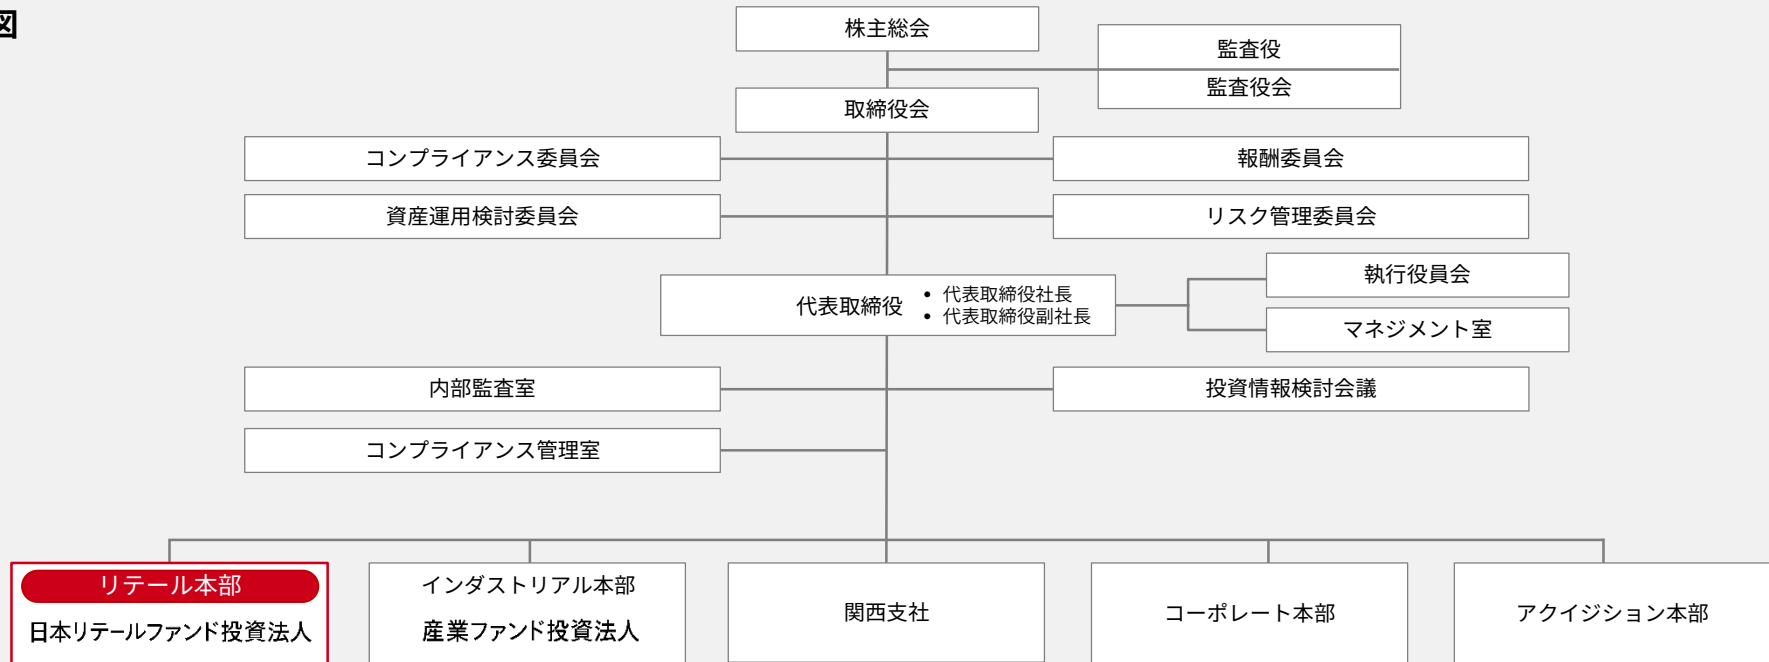 図
株主総会
監査役
監査役会
取締役会
コンプライアンス委員会
報酬委員会
資産運用検討委員会
リスク管理委員会
執行役員会
代表取締役
• 代表取締役社長
• 代表取締役副社長
マネジメント室
内部監査室
投資情報検討会議
コンプライアンス管理室
リテール本部
日本リテールファンド投資法人
インダストリアル本部
産業ファンド投資法人
関西支社
コーポレート本部
アクイジション本部